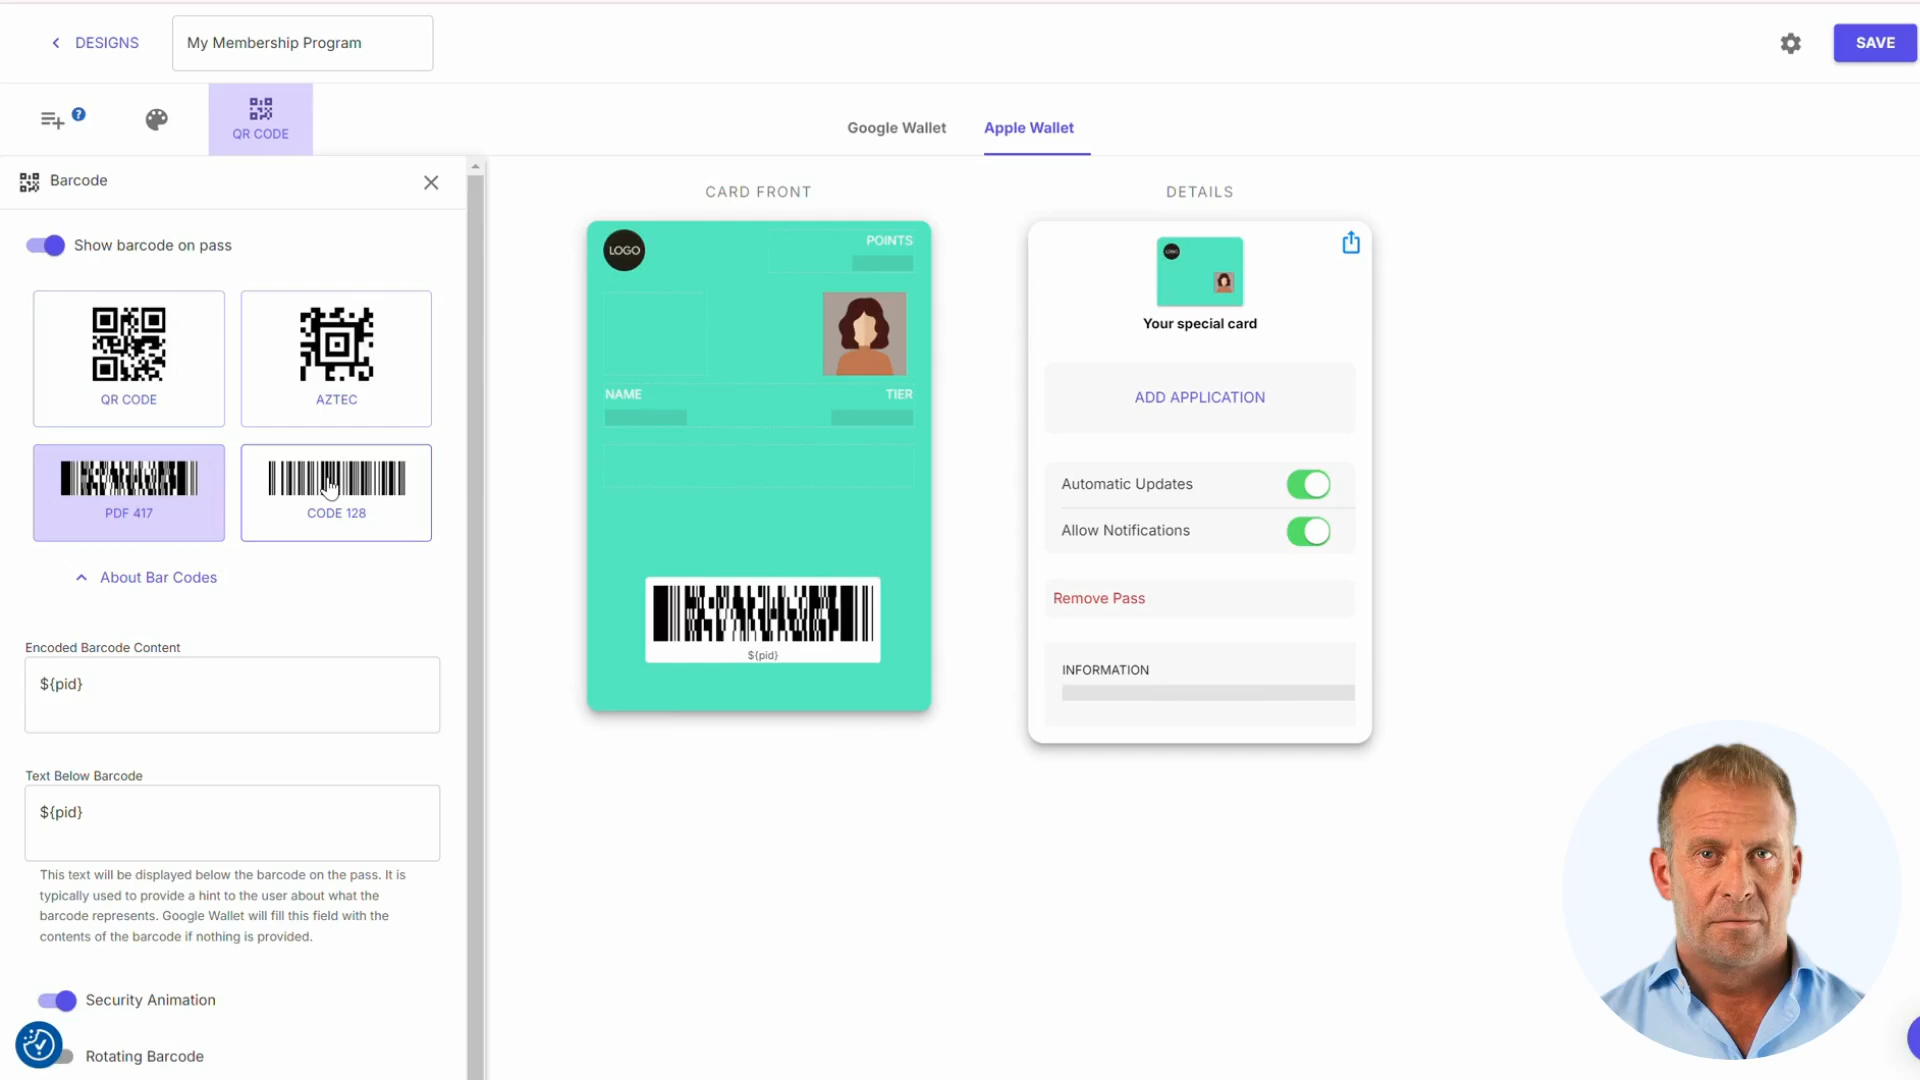 DESIGNS
My Membership Program
SAVE
?
QR CODE
Google Wallet
Apple Wallet
Barcode
CARD FRONT
DETAILS
Show barcode on pass
LOGO
POINTS
Your special card
QR CODE
AZTEC
NAME
TIER
ADD APPLICATION
Automatic Updates
PDF 417
CODE 128
Allow Notifications
About Bar Codes
Remove Pass
Encoded Barcode Content
${pid}
${pid}
INFORMATION
Text Below Barcode
${pid}
This text will be displayed below the barcode on the pass. It is
typically used to provide a hint to the user about what the
barcode represents. Google Wallet will fill this field with the
contents of the barcode if nothing is provided.
Security Animation
Rotating Barcode